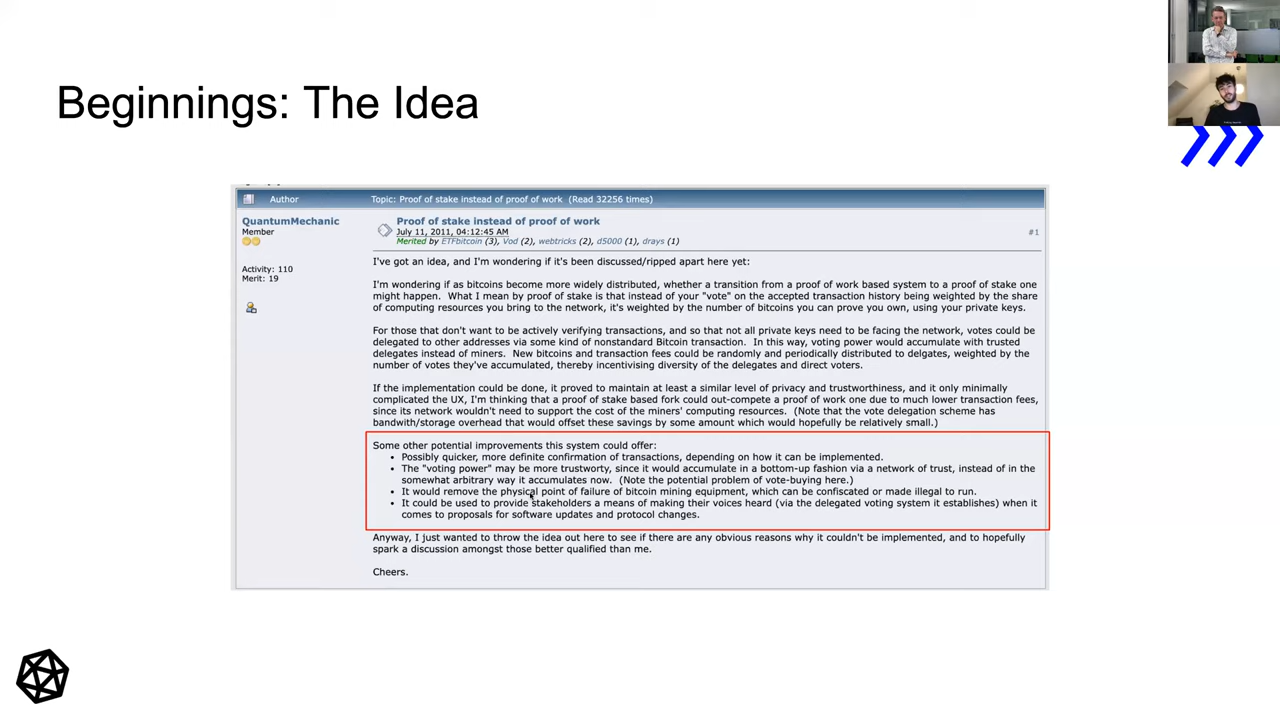 Beginnings: The Idea
Author
Topic: Proof of stake instead of proof of work (Read 32256 times)
QuantumMechanic
Member
Activity: 110
Merit: 19
Proof of stake instead of proof of work
July 11, 2011, 04:12:45 AM
Merited by ETFbitcoin (3), Vod (2), webtricks (2), d5000 (1), drays (1)
#1
I've got an idea, and I'm wondering if it's been discussed/ripped apart here yet:
I'm wondering if as bitcoins become more widely distributed, whether a transition from a proof of work based system to a proof of stake one
might happen. What I mean by proof of stake is that instead of your "vote" on the accepted transaction history being weighted by the share
of computing resources you bring to the network, it's weighted by the number of bitcoins you can prove you own, using your private keys.
For those that don't want to be actively verifying transactions, and so that not all private keys need to be facing the network, votes could be
delegated to other addresses via some kind of nonstandard Bitcoin transaction. In this way, voting power would accumulate with trusted
delegates instead of miners. New bitcoins and transaction fees could be randomly and periodically distributed to delgates, weighted by the
number of votes they've accumulated, thereby incentivising diversity of the delegates and direct voters.
If the implementation could be done, it proved to maintain at least a similar level of privacy and trustworthiness, and it only minimally
complicated the UX, I'm thinking that a proof of stake based fork could out-compete a proof of work one due to much lower transaction fees,
since its network wouldn't need to support the cost of the miners' computing resources. (Note that the vote delegation scheme has
bandwith/storage overhead that would offset these savings by some amount which would hopefully be relatively small.)
Some other potential improvements this system could offer:
• Possibly quicker, more definite confirmation of transactions, depending on how it can be implemented.
• The "voting power" may be more trustworty, since it would accumulate in a bottom-up fashion via a network of trust, instead of in the
somewhat arbitrary way it accumulates now. (Note the potential problem of vote-buying here.)
• It would remove the physical point of failure of bitcoin mining equipment, which can be confiscated or made illegal to run.
• It could be used to provide stakeholders a means of making their voices heard (via the delegated voting system it establishes) when it
comes to proposals for software updates and protocol changes.
Anyway, I just wanted to throw the idea out here to see if there are any obvious reasons why it couldn't be implemented, and to hopefully
spark a discussion amongst those better qualified than me.
Cheers.